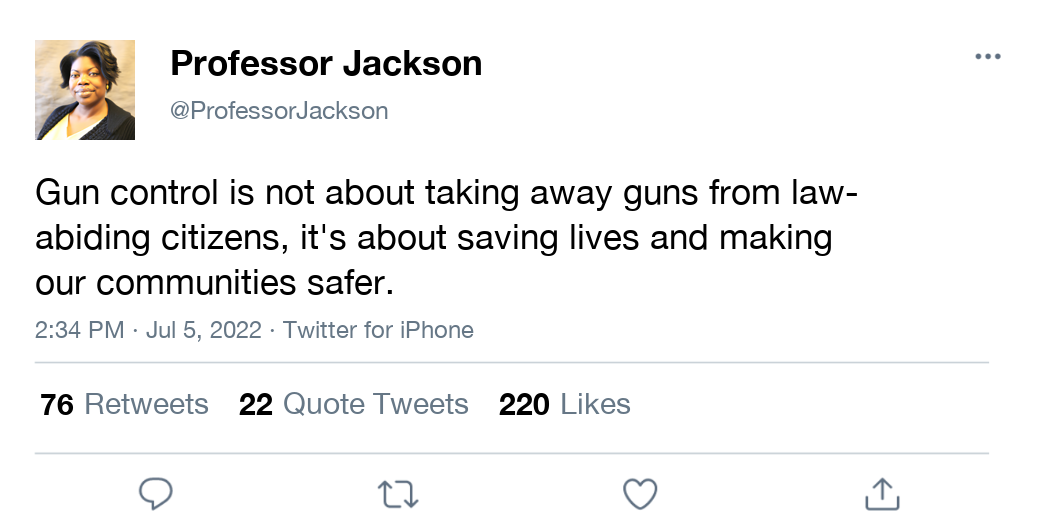 Professor Jackson
@ProfessorJackson
Gun control is not about taking away guns from law-
abiding citizens, it's about saving lives and making
our communities safer.
2:34 PM · Jul 5, 2022 · Twitter for iPhone
76 Retweets 22 Quote Tweets 220 Likes